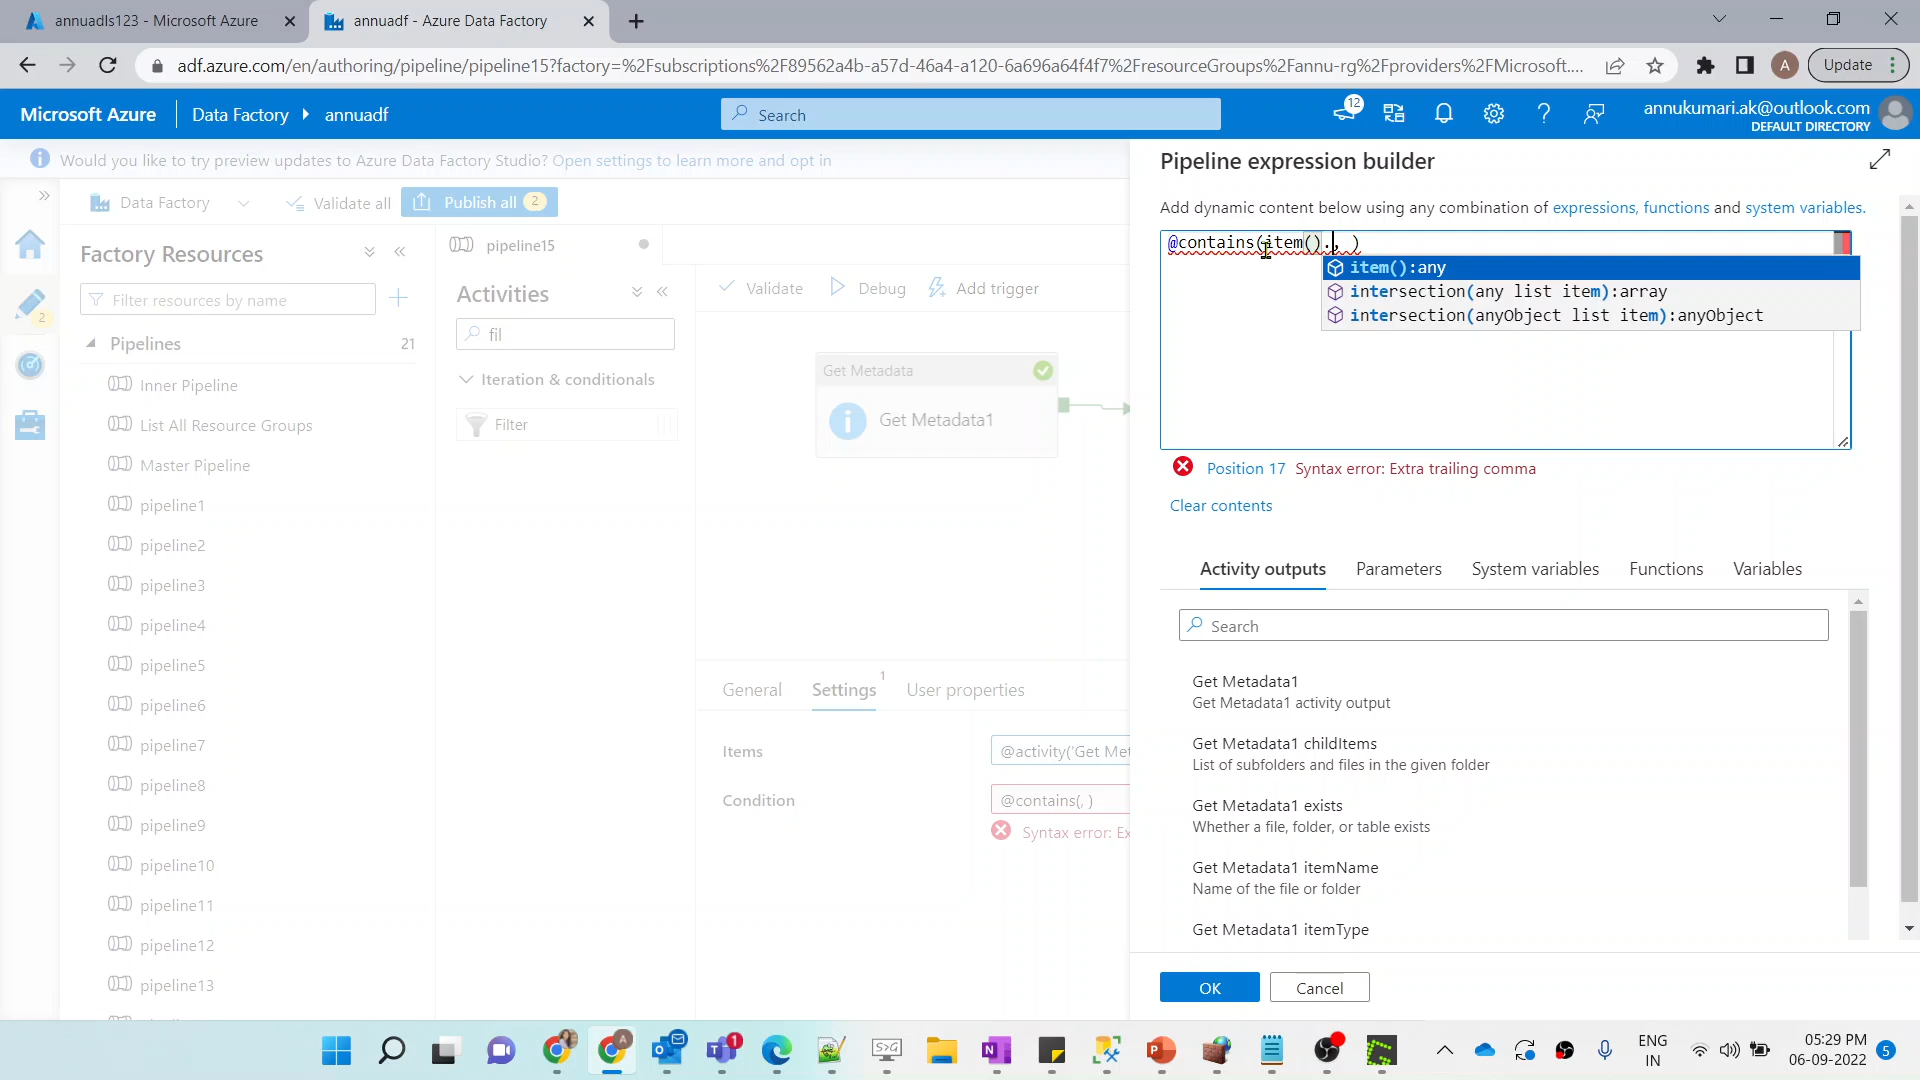 annuadls123 - Microsoft Azure
annuadf - Azure Data Factory
adf.azure.com/en/authoring/pipeline/pipeline15?factory=%2Fsubscriptions%2F89562a4b-a57d-46a4-a120-6a696a64f4f7%2FresourceGroups%2Fannu-rg%2Fproviders%2FMicrosoft....
A
Update
Microsoft Azure
Data Factory
annuadf
Search
12
annukumari.ak@outlook.com
DEFAULT DIRECTORY
Would you like to try preview updates to Azure Data Factory Studio? Open settings to learn more and opt in
Data Factory
Validate all
Publish all
2
Factory Resources
Filter resources by name
2
Pipelines
21
Inner Pipeline
List All Resource Groups
Master Pipeline
pipeline1
pipeline2
pipeline3
pipeline4
pipeline5
pipeline6
pipeline7
pipeline8
pipeline9
pipeline10
pipeline11
pipeline12
pipeline13
pipeline15
Activities
fil
Iteration & conditionals
Filter
Validate
Debug
Add trigger
Get Metadata
Get Metadata1
General
Settings
1
User properties
Items
@activity('Get Met
Condition
@contains(, )
Syntax error: Ex
Pipeline expression builder
Add dynamic content below using any combination of expressions, functions and system variables.
@contains(item()., )
item():any
intersection(any list item):array
intersection(anyObject list item):anyObject
Position 17 Syntax error: Extra trailing comma
Clear contents
Activity outputs
Parameters
System variables
Functions
Variables
Search
Get Metadata1
Get Metadata1 activity output
Get Metadata1 childItems
List of subfolders and files in the given folder
Get Metadata1 exists
Whether a file, folder, or table exists
Get Metadata1 itemName
Name of the file or folder
Get Metadata1 itemType
OK
Cancel
A
1
S>G
N
P
ENG
IN
05:29 PM
06-09-2022
5